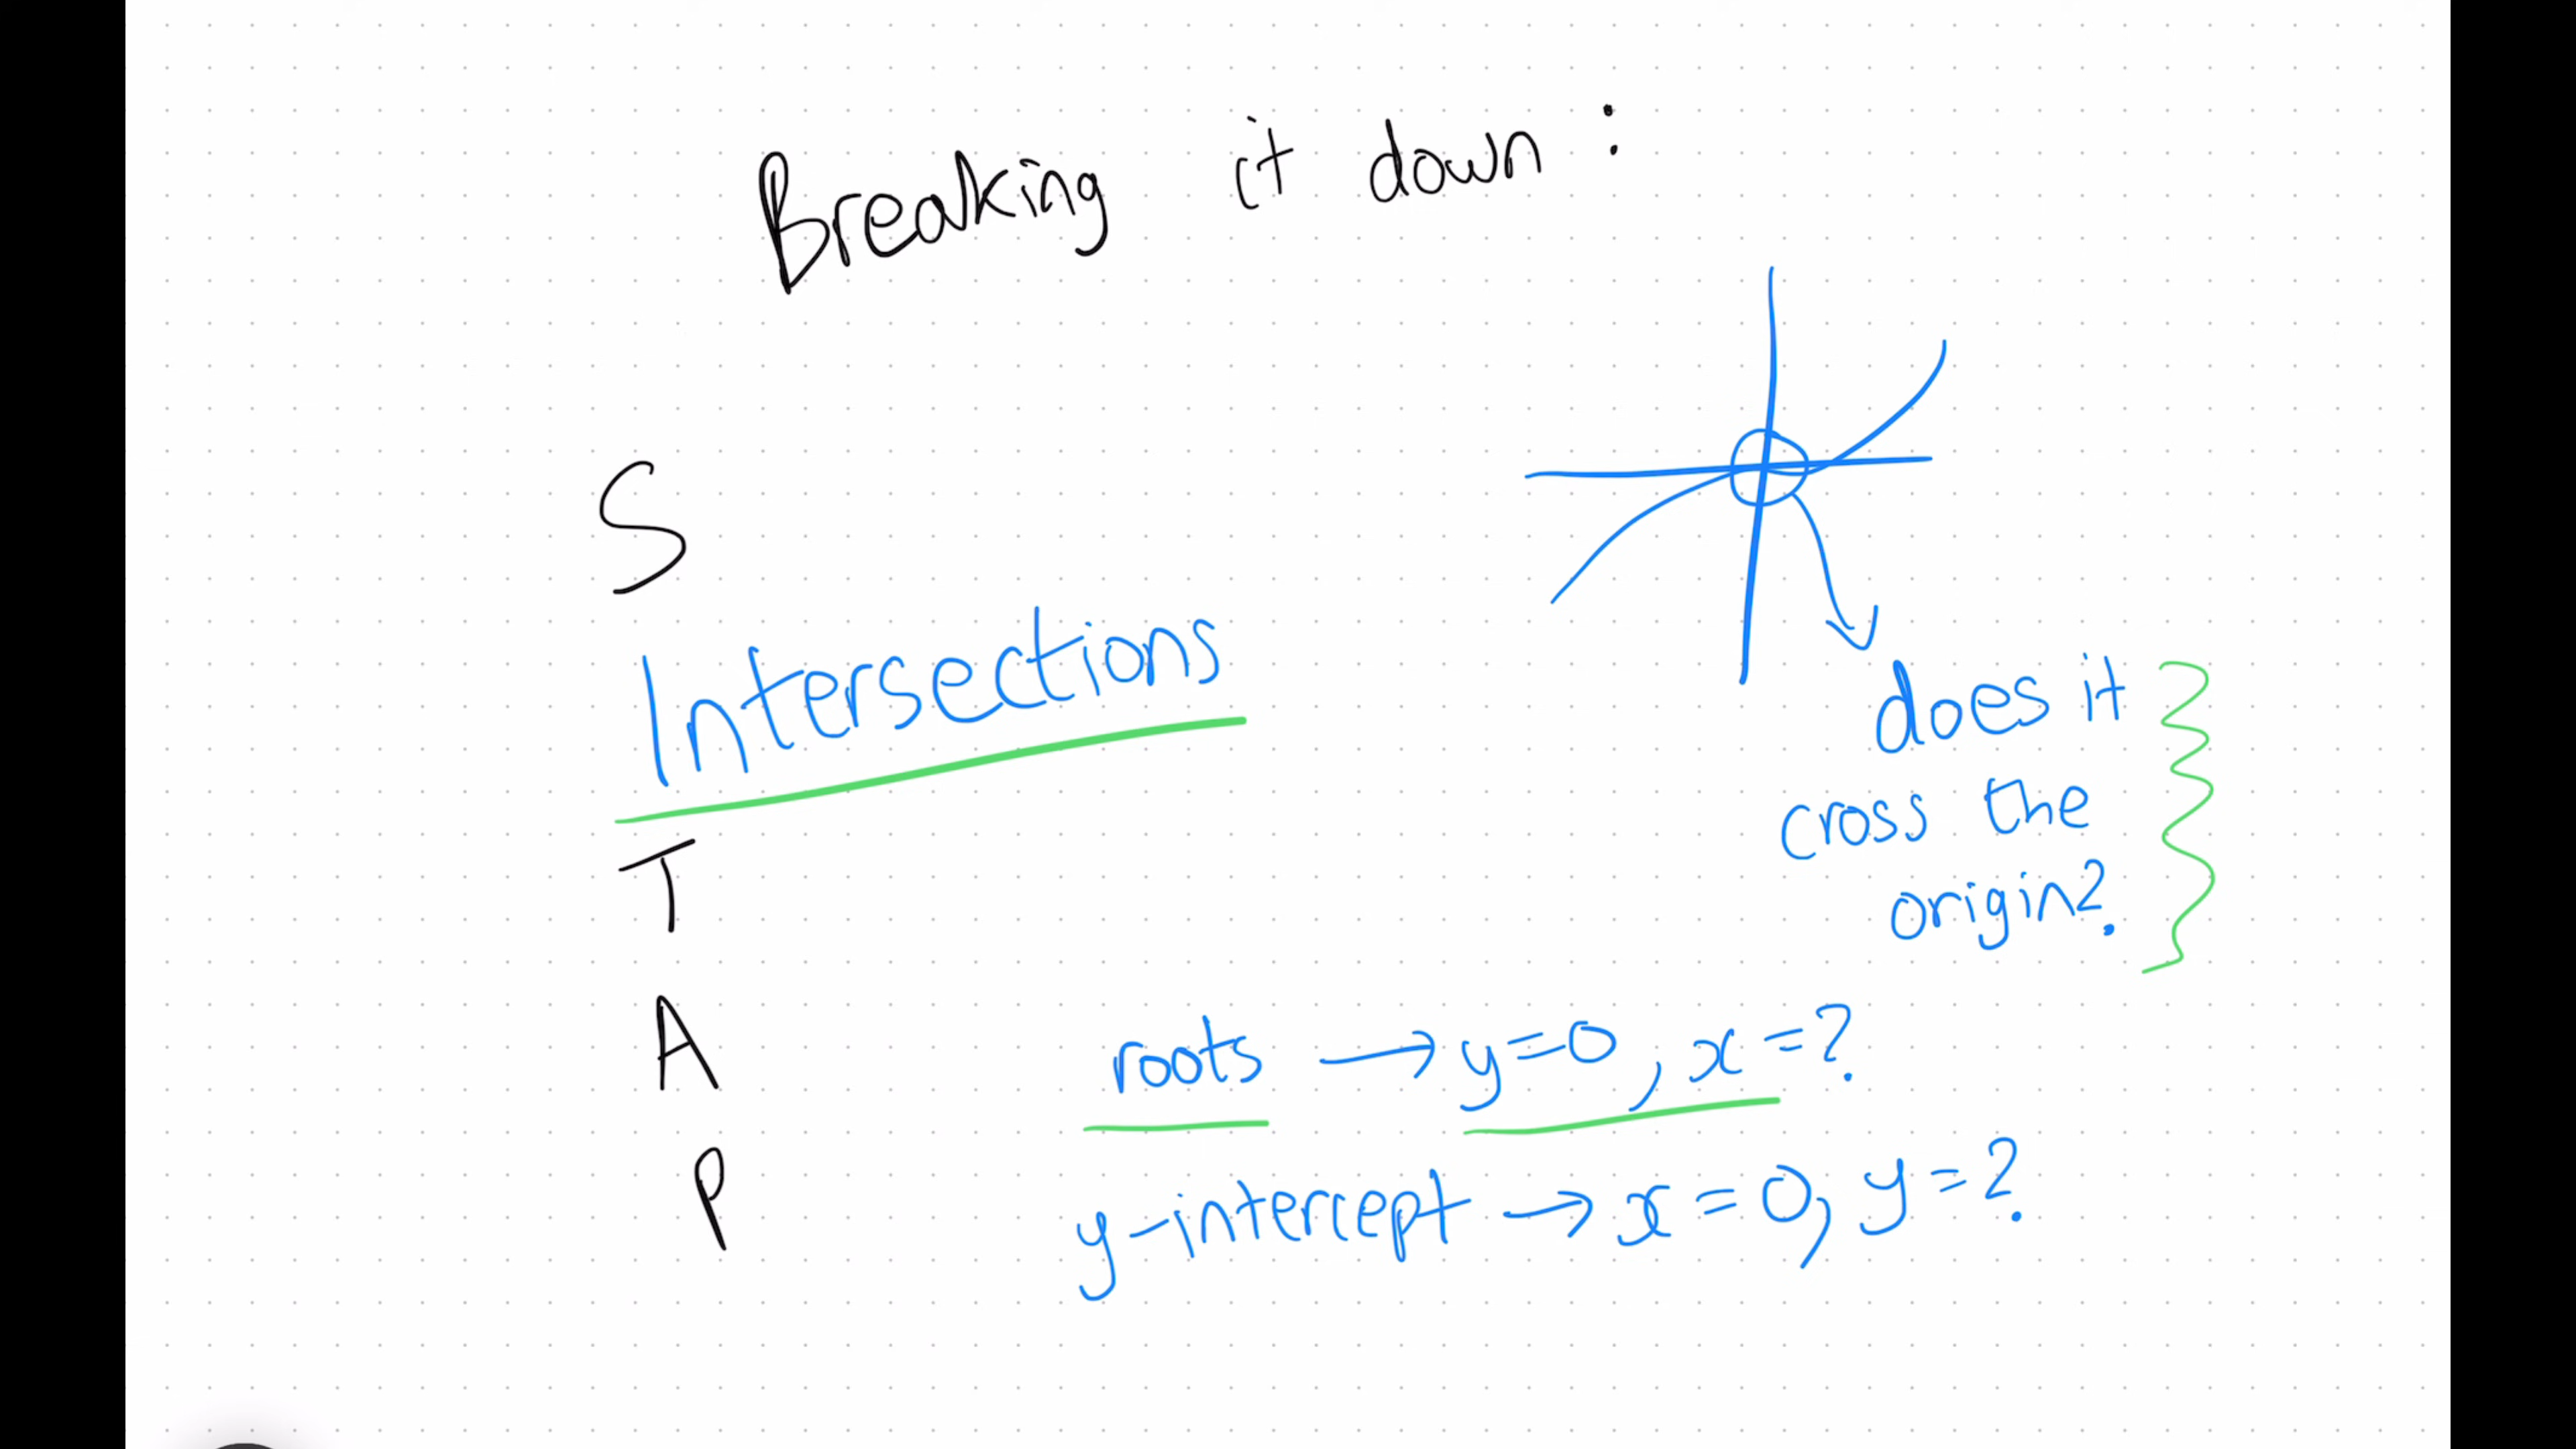 Breaking it down :
S
Intersections
does it
cross the
origin?
T
A
P
roots → y=0, x=?
y-intercept → x=0, y=?